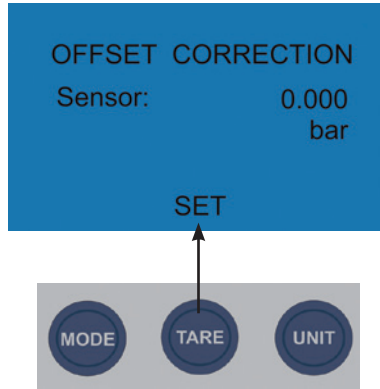 OFFSET CORRECTION
Sensor: 0.000
bar
SET
MODE TARE UNIT